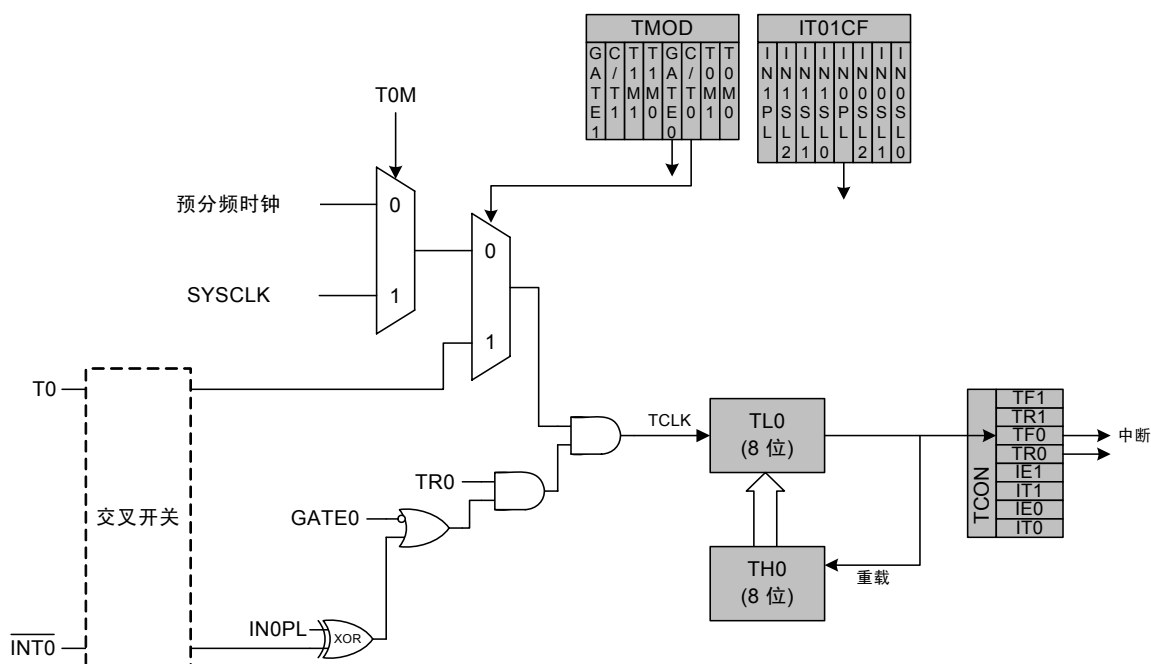 TMOD
GATE1
C/T1
T1M1
T1M0
GATE0
C/T0
T0M1
T0M0
IT01CF
IN1PL
IN1SL2
IN1SL1
IN1SL0
IN0PL
IN0SL2
IN0SL1
IN0SL0
T0M
预分频时钟
0
SYSCLK
1
0
1
T0
交叉开关
INT0
TR0
GATE0
IN0PL
XOR
TCLK
TL0
(8 位)
TH0
(8 位)
重载
TCON
TF1
TR1
TF0
TR0
IE1
IT1
IE0
IT0
中断